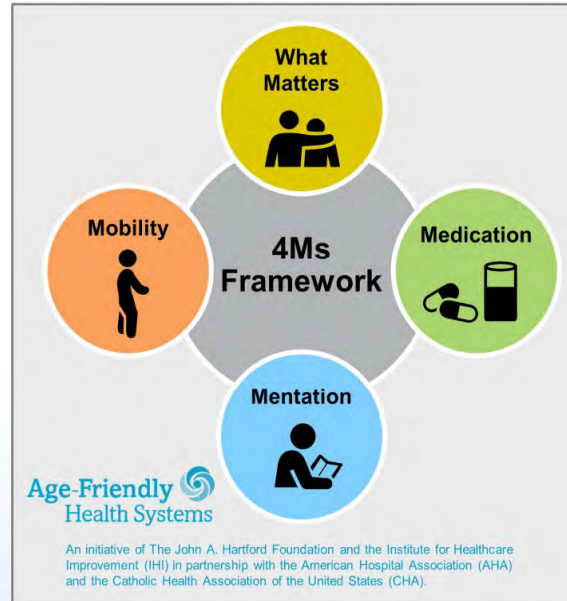 What
Matters
Mobility
4Ms
Framework
Medication
Mentation
Age-Friendly
Health Systems
An initiative of The John A. Hartford Foundation and the Institute for Healthcare
Improvement (IHI) in partnership with the American Hospital Association (AHA)
and the Catholic Health Association of the United States (CHA).